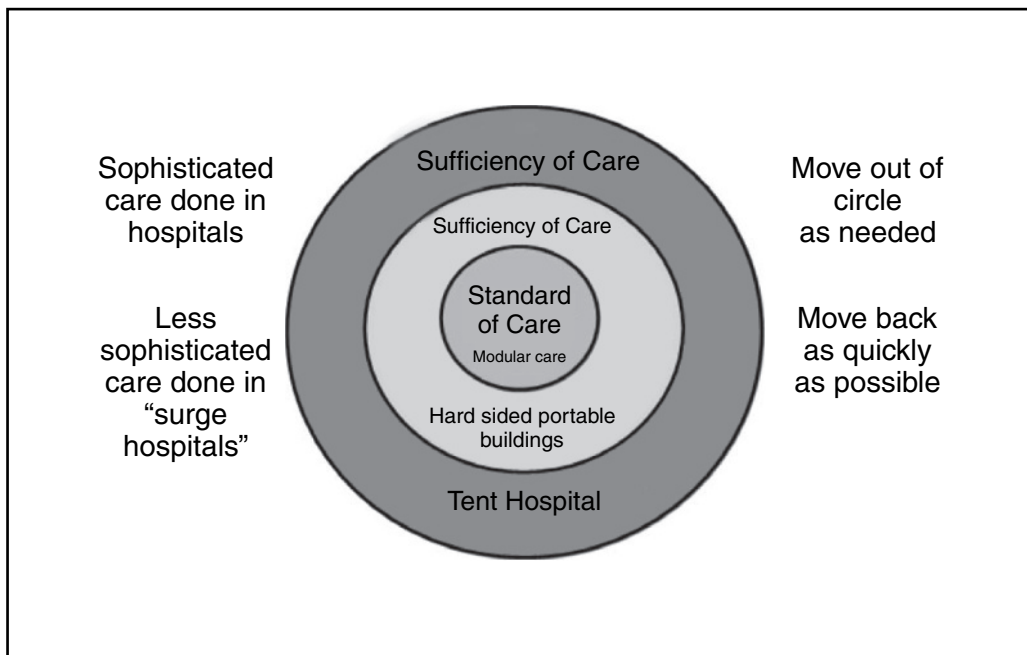 Sophisticated
care done in
hospitals
Less
sophisticated
care done in
“surge
hospitals”
Sufficiency of Care
Sufficiency of Care
Standard
of Care
Modular care
Hard sided portable
buildings
Tent Hospital
Move out of
circle
as needed
Move back
as quickly
as possible